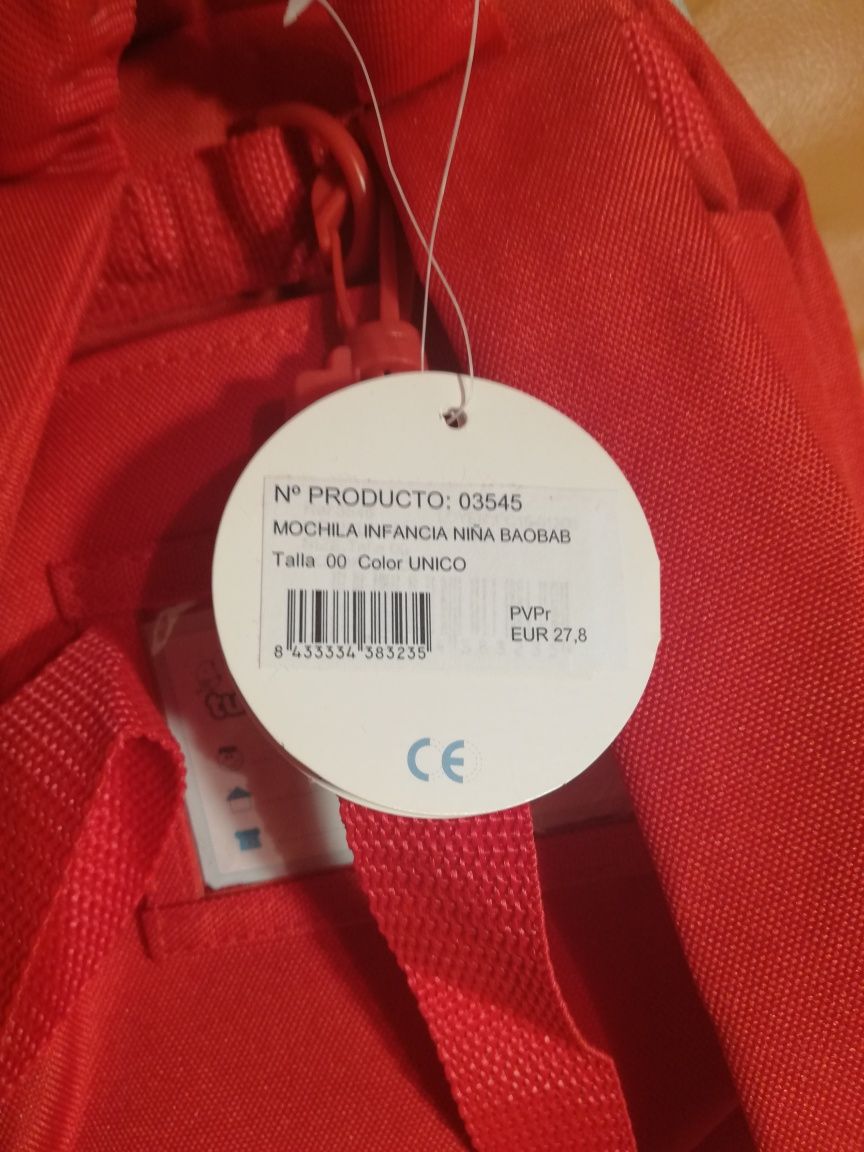 Nº PRODUCTO: 03545
MOCHILA INFANCIA NIÑA BAOBAB
Talla 00 Color UNICO
PVPr
EUR 27,8
8 433334 383235
CE